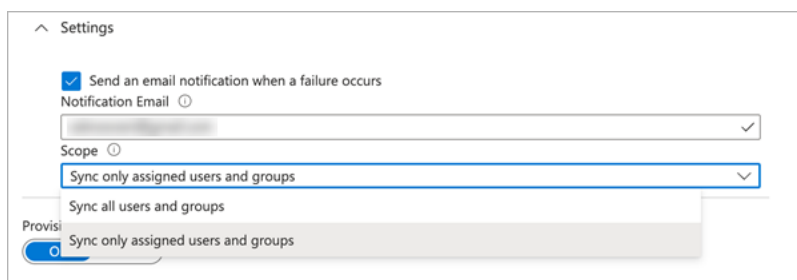 Settings
Send an email notification when a failure occurs
Notification Email
Scope
Sync only assigned users and groups
Sync all users and groups
Sync only assigned users and groups